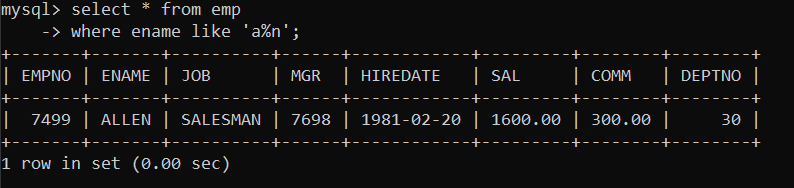 mysql> select * from emp
    -> where ename like 'a%n';
+-------+-------+----------+------+------------+---------+--------+--------+
| EMPNO | ENAME | JOB      | MGR  | HIREDATE   | SAL     | COMM   | DEPTNO |
+-------+-------+----------+------+------------+---------+--------+--------+
|  7499 | ALLEN | SALESMAN | 7698 | 1981-02-20 | 1600.00 | 300.00 |     30 |
+-------+-------+----------+------+------------+---------+--------+--------+
1 row in set (0.00 sec)